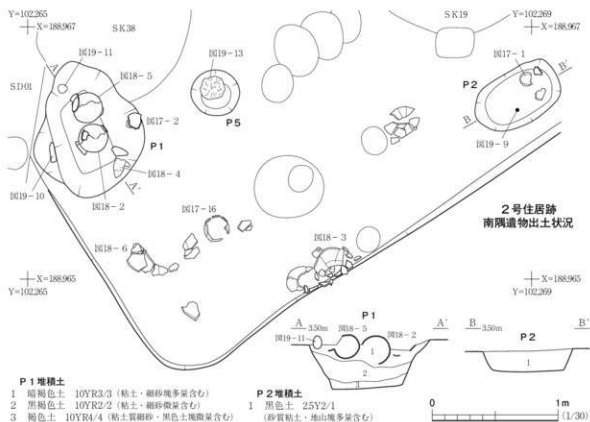 Y=102.265
X=188.967
SK38
SK19
Y=102.269
X=188.967
図19-11
A
図18-5
図19-13
図17-1
B'
SD01
図17-2
P2
P1
P5
B
図18-4
図19-9
A'
図19-10
図18-2
図17-16
2号住居跡
南隅遺物出土状況
図18-6
図18-3
X=188.965
Y=102.265
X=188.965
Y=102.269
P1
A 3.50m 図18-5 図18-2 A'
図19-11
1
2
3
B 3.50m P2 B'
1
P1堆積土
1 暗褐色土 10YR3/3 (粘土・細砂塊多量含む)
2 黒褐色土 10YR2/2 (粘土・細砂微量含む)
3 褐色土 10YR4/4 (粘土質細砂・黒色土塊微量含む)
P2堆積土
1 黒色土 2.5Y2/1
(砂質粘土・地山塊多量含む)
0 1m
(1/30)